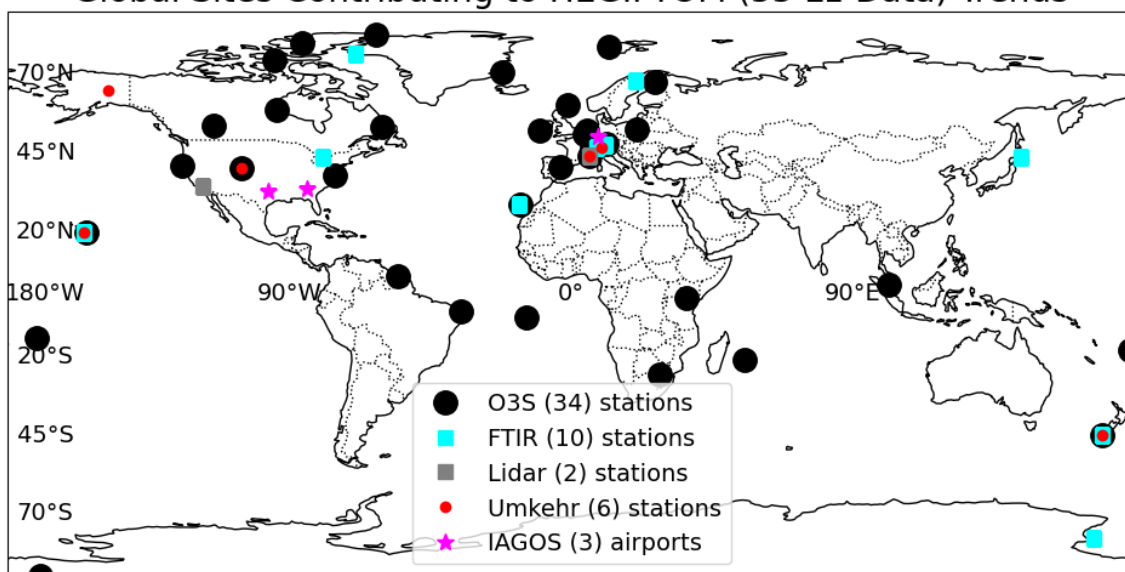 70°N
45°N
20°N
180°W 90°W 0° 90°E
20°S
45°S
70°S
O3S (34) stations
FTIR (10) stations
Lidar (2) stations
Umkehr (6) stations
IAGOS (3) airports